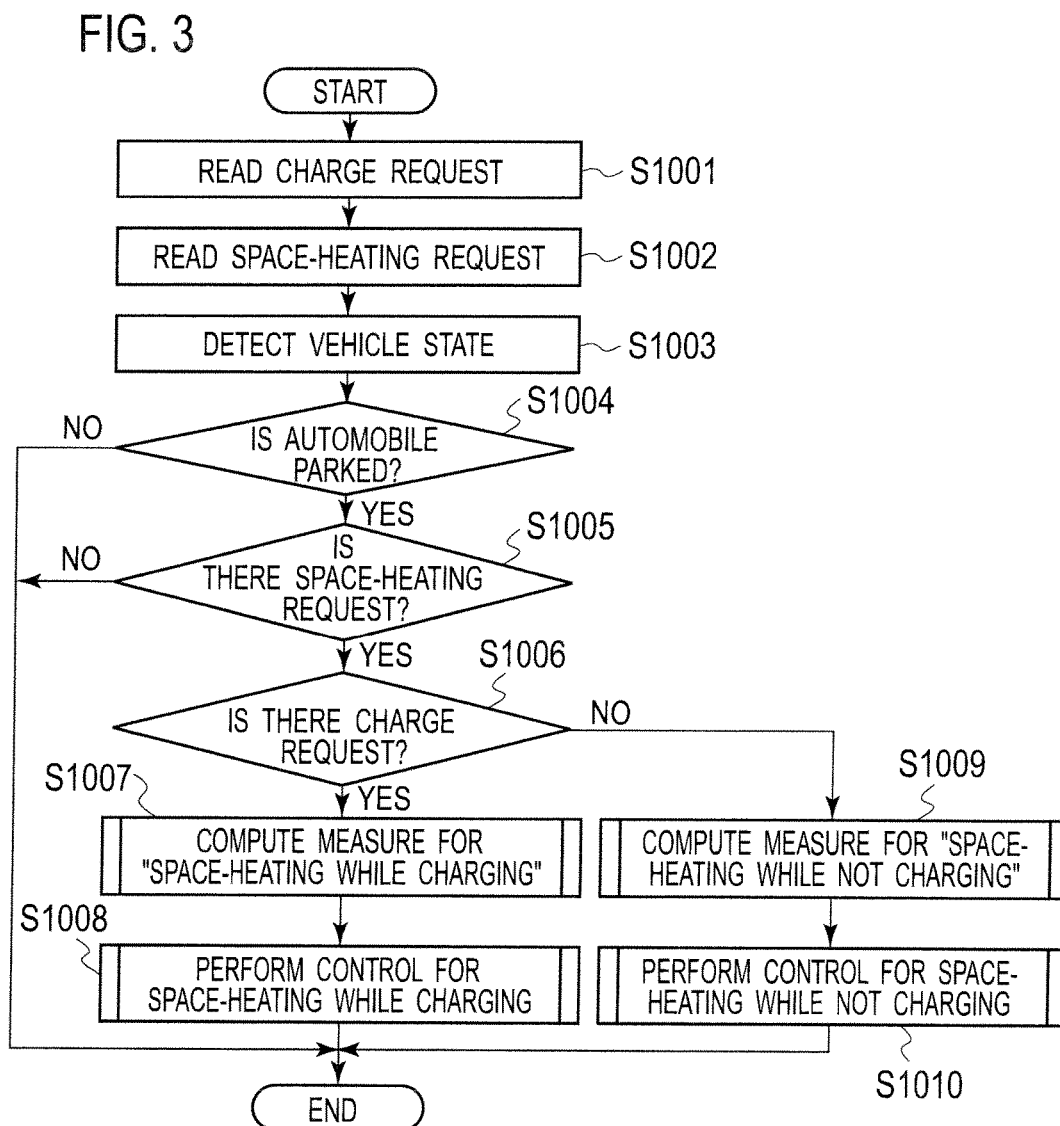 FIG. 3
START
READ CHARGE REQUEST
S1001
READ SPACE-HEATING REQUEST
S1002
DETECT VEHICLE STATE
S1003
S1004
NO
IS AUTOMOBILE
PARKED?
YES
S1005
NO
IS
THERE SPACE-HEATING
REQUEST?
YES
S1006
IS THERE CHARGE
REQUEST?
NO
S1007
YES
S1009
COMPUTE MEASURE FOR
"SPACE-HEATING WHILE CHARGING"
COMPUTE MEASURE FOR "SPACE-
HEATING WHILE NOT CHARGING"
S1008
PERFORM CONTROL FOR
SPACE-HEATING WHILE CHARGING
PERFORM CONTROL FOR SPACE-
HEATING WHILE NOT CHARGING
S1010
END